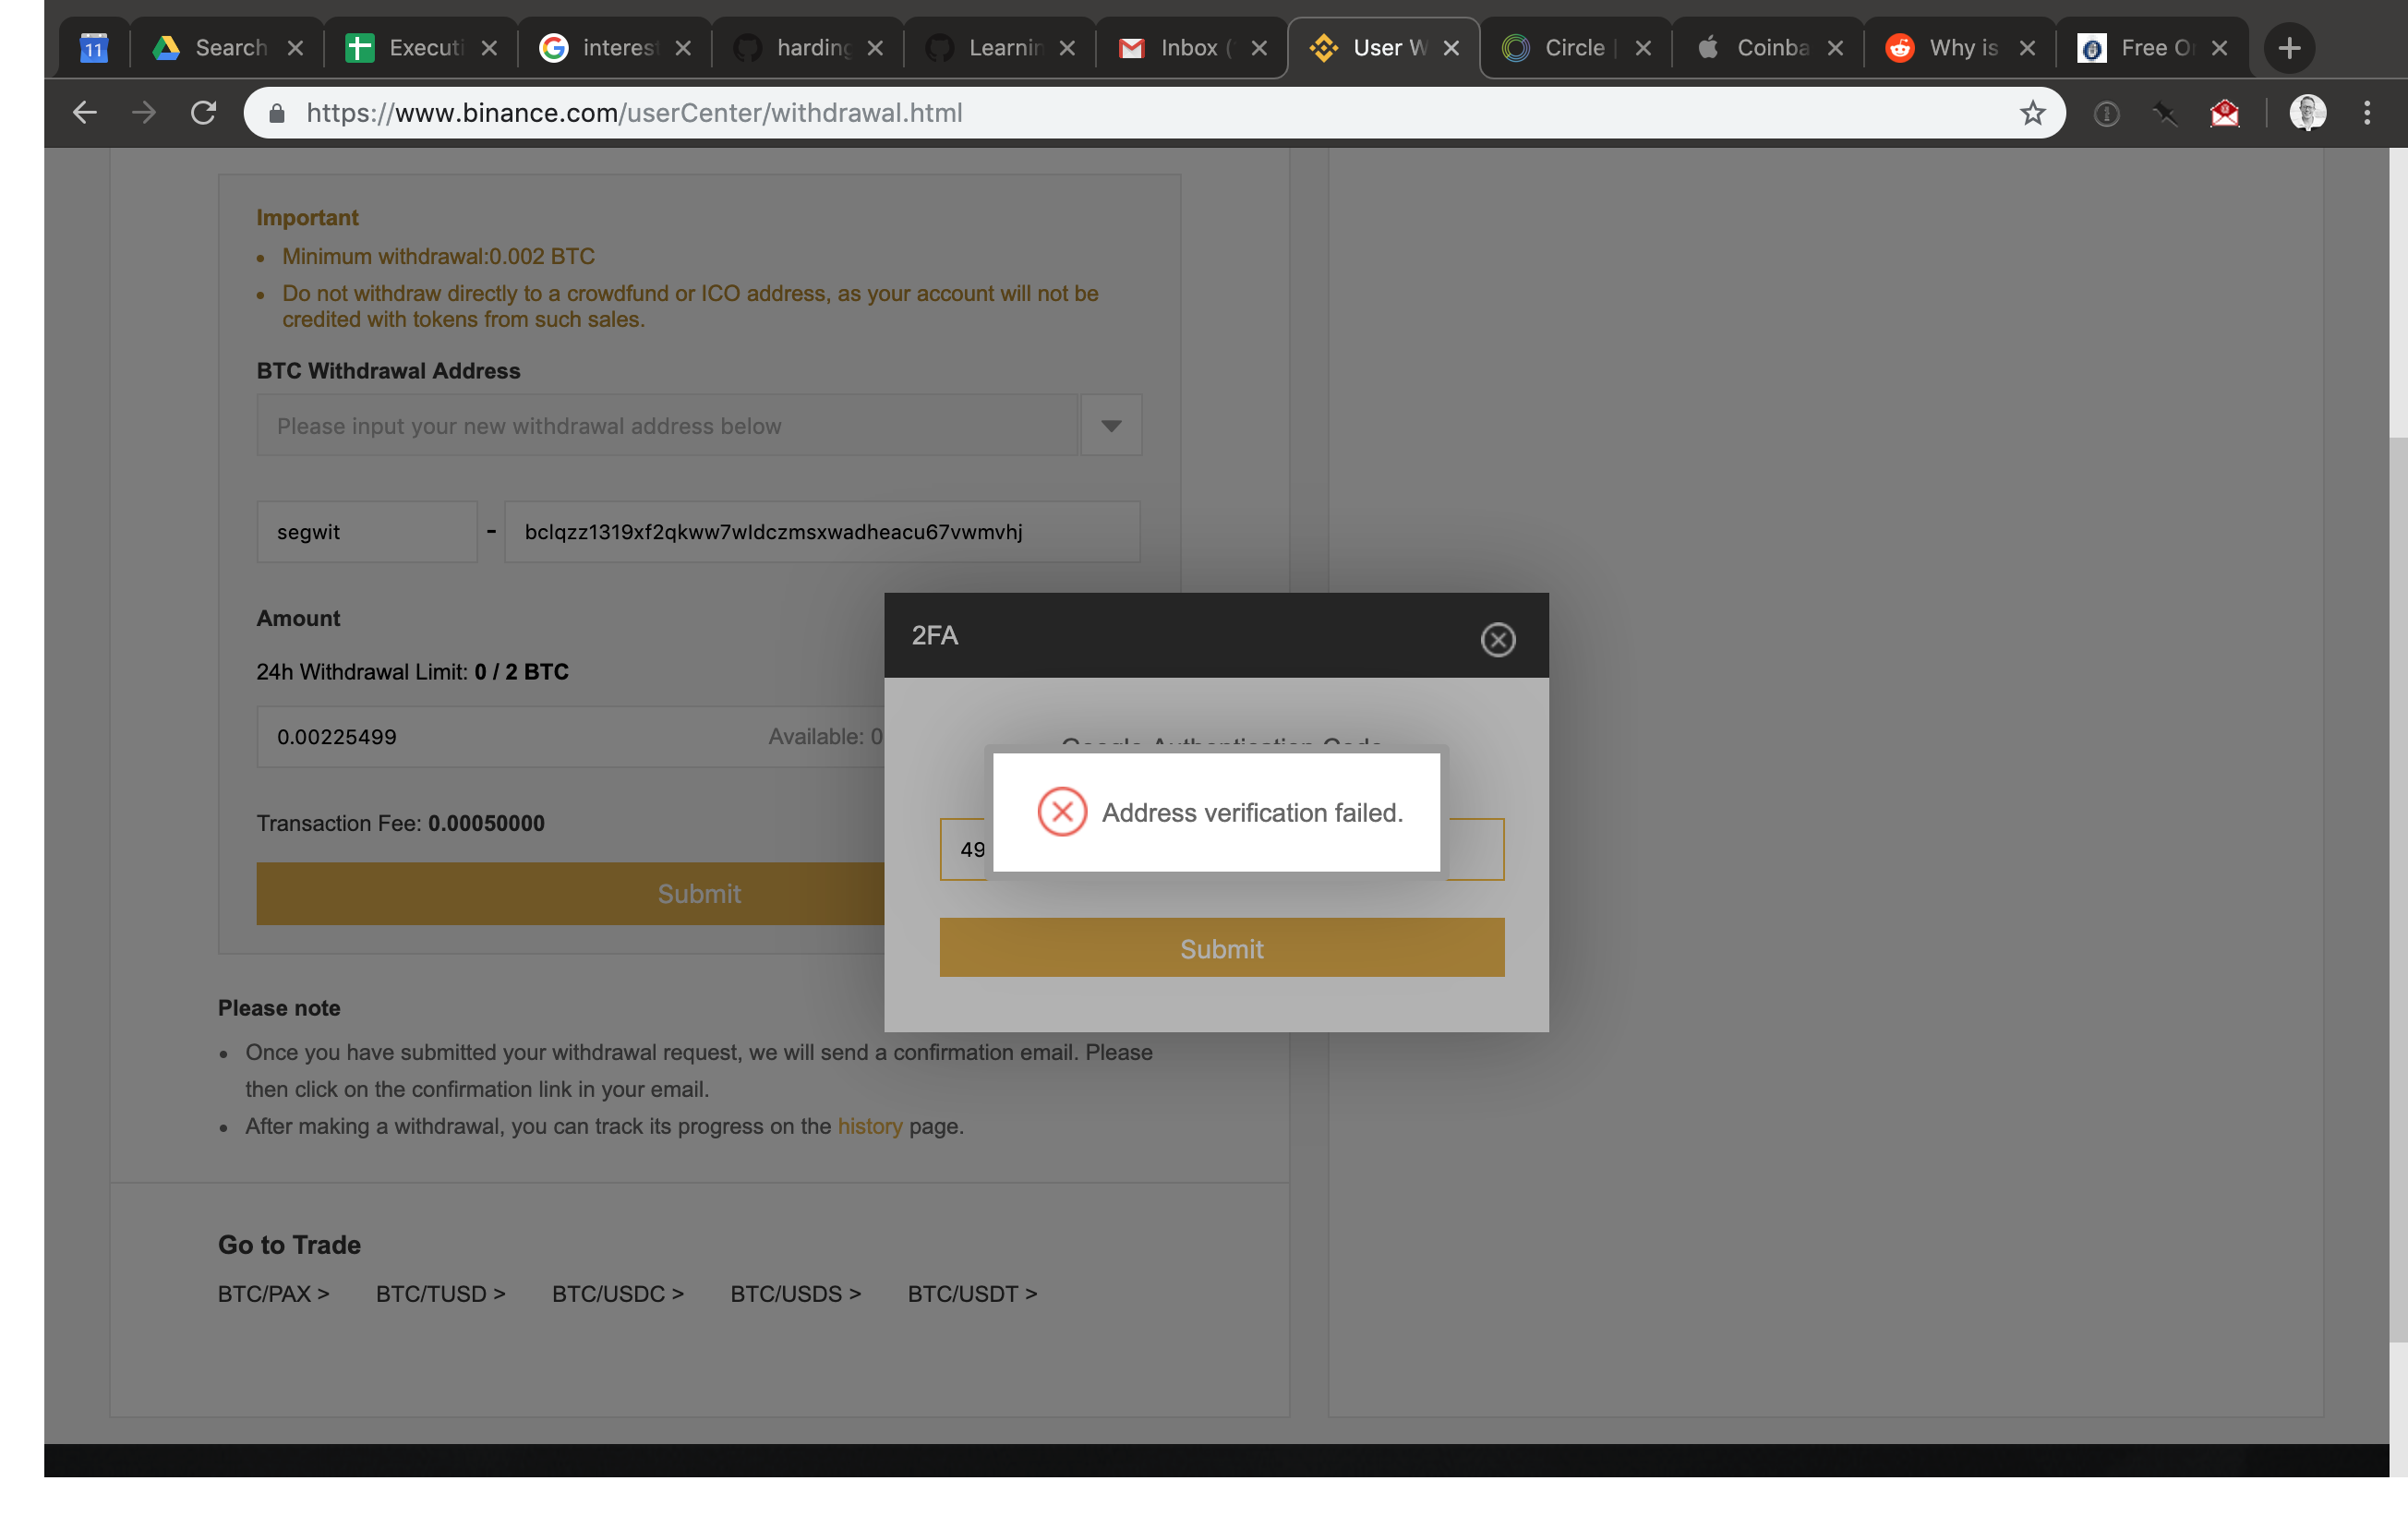 11 Search Executi interest harding Learnin Inbox ( User W Circle | Coinba Why is Free Or
https://www.binance.com/userCenter/withdrawal.html
Important
Minimum withdrawal:0.002 BTC
Do not withdraw directly to a crowdfund or ICO address, as your account will not be
credited with tokens from such sales.
BTC Withdrawal Address
Please input your new withdrawal address below
segwit - bclqzz1319xf2qkww7wldczmsxwadheacu67vwmvhj
Amount
24h Withdrawal Limit: 0 / 2 BTC
0.00225499 Available: 0
Transaction Fee: 0.00050000
Submit
2FA
Google Authentication Code
Address verification failed.
49
Submit
Please note
Once you have submitted your withdrawal request, we will send a confirmation email. Please
then click on the confirmation link in your email.
After making a withdrawal, you can track its progress on the history page.
Go to Trade
BTC/PAX > BTC/TUSD > BTC/USDC > BTC/USDS > BTC/USDT >